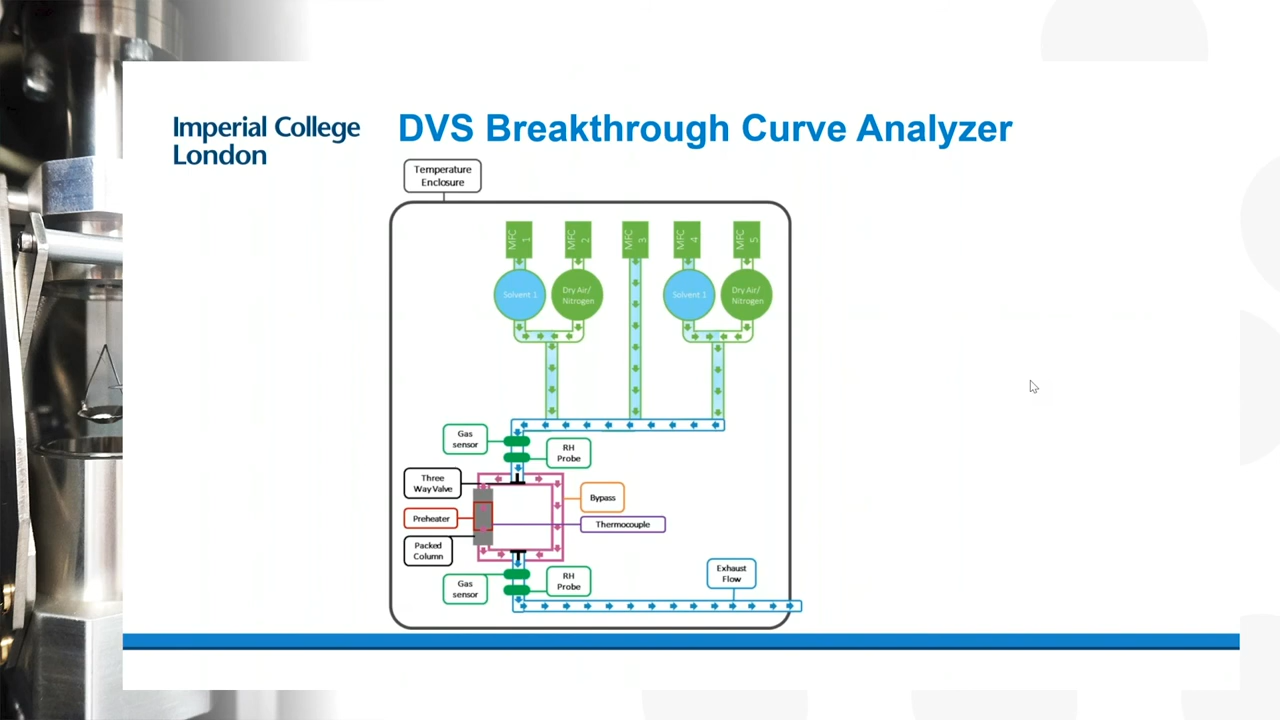 Imperial College
London
DVS Breakthrough Curve Analyzer
Temperature
Enclosure
MFC
1
MFC
2
MFC
3
MFC
4
MFC
5
Solvent 1
Dry Air/
Nitrogen
Solvent 1
Dry Air/
Nitrogen
Gas
sensor
RH
Probe
Three
Way Valve
Bypass
Preheater
Thermocouple
Packed
Column
Gas
sensor
RH
Probe
Exhaust
Flow